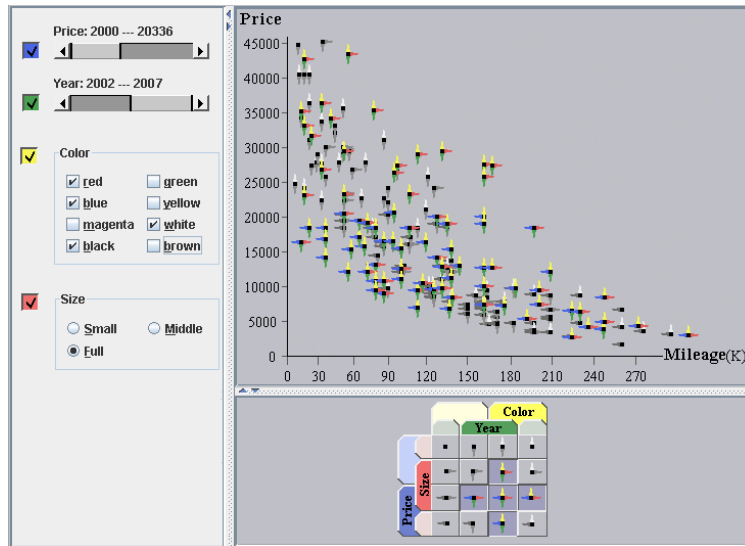 Price: 2000 --- 20336
Year: 2002 --- 2007
Color
red
green
blue
yellow
magenta
white
black
brown
Size
Small
Middle
Full
Price
45000
40000
35000
30000
25000
20000
15000
10000
5000
0
Mileage(K)
0 30 60 90 120 150 180 210 240 270
Color
Year
Size
Price